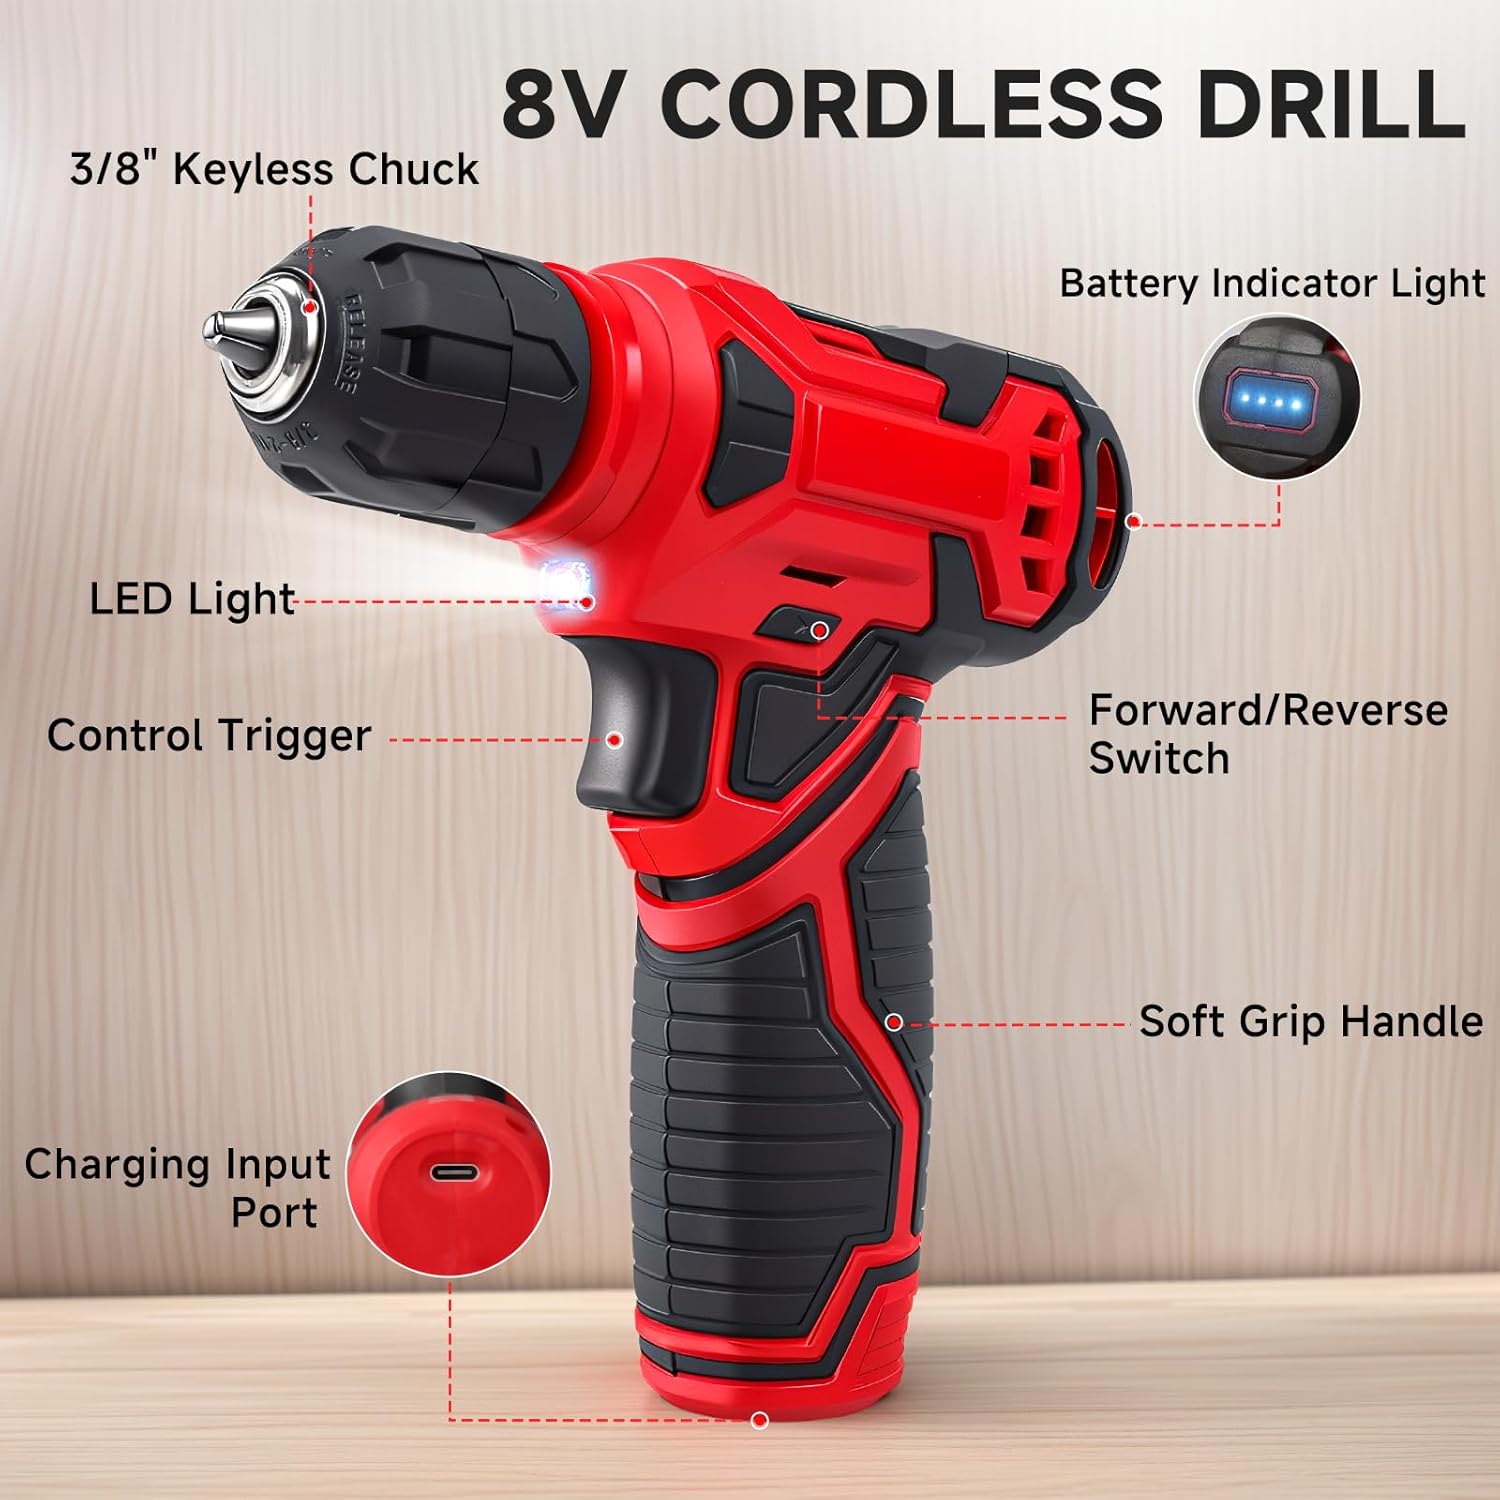 8V CORDLESS DRILL
3/8" Keyless Chuck
Battery Indicator Light
RELEASE
LED Light
Control Trigger
Forward/Reverse
Switch
Soft Grip Handle
Charging Input
Port